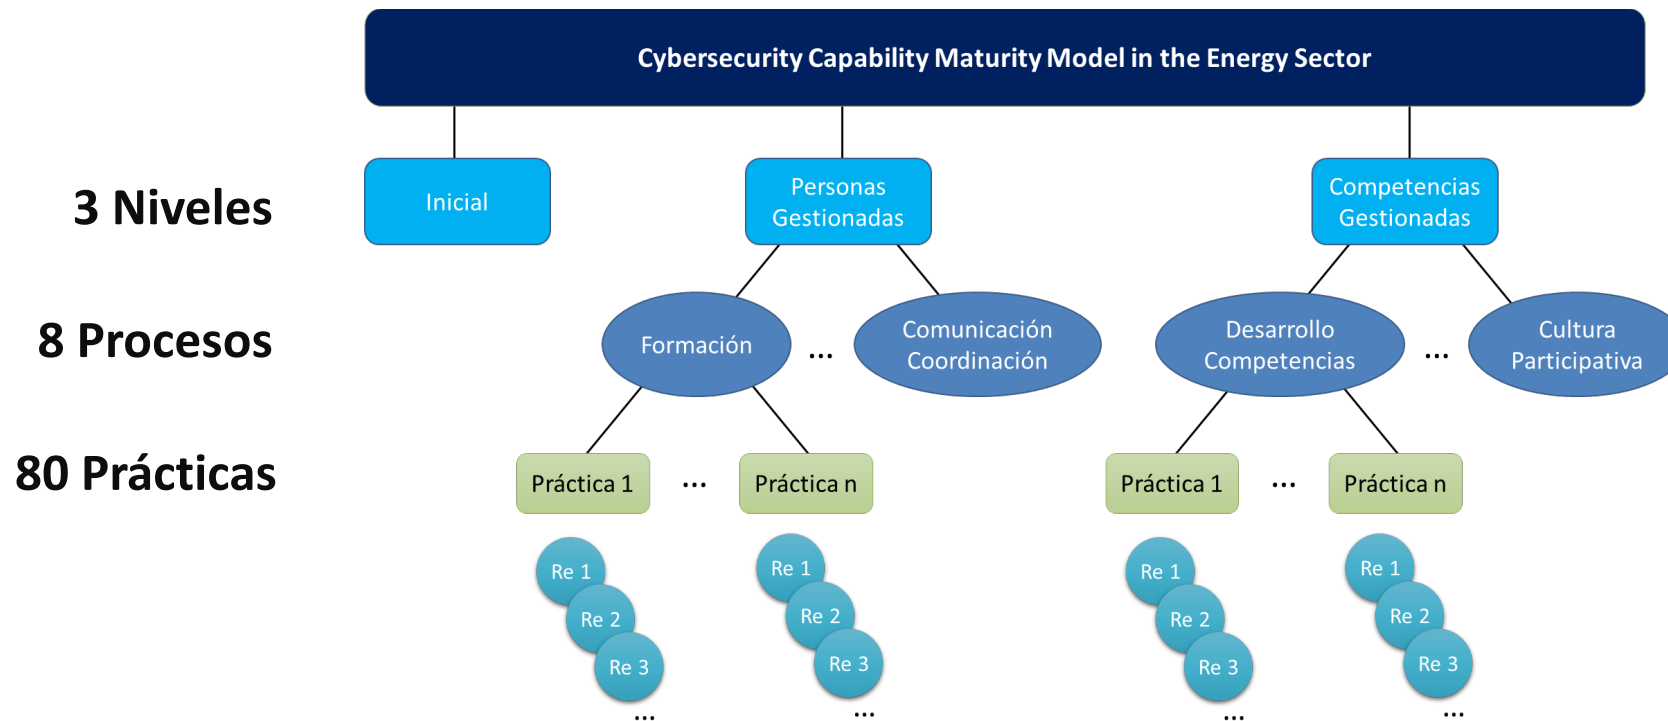 Cybersecurity Capability Maturity Model in the Energy Sector
3 Niveles
Inicial
Personas
Gestionadas
Competencias
Gestionadas
8 Procesos
Formación
...
Comunicación
Coordinación
Desarrollo
Competencias
...
Cultura
Participativa
80 Prácticas
Práctica 1
...
Práctica n
Práctica 1
...
Práctica n
Re 1
Re 2
Re 3
...
Re 1
Re 2
Re 3
...
Re 1
Re 2
Re 3
...
Re 1
Re 2
Re 3
...